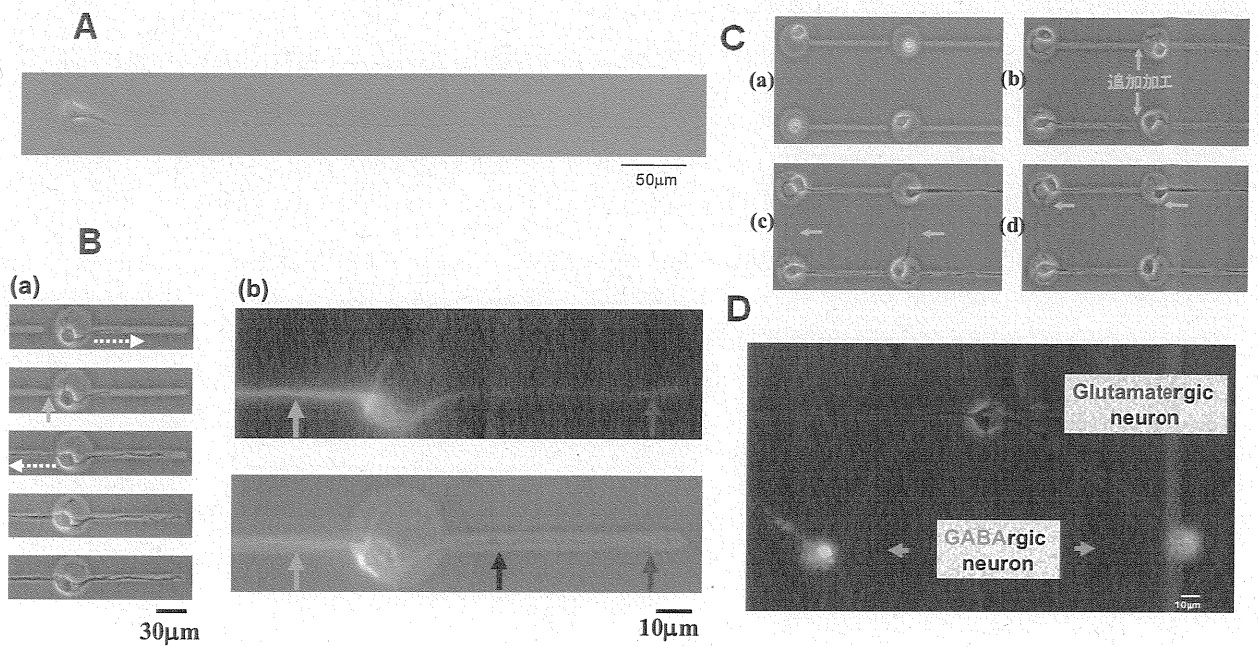 A
50μm
B
(a)
(b)
30μm
10μm
C
(a)
(b)
追加加工
(c)
(d)
D
Glutamatergic
neuron
GABArgic
neuron
10μm